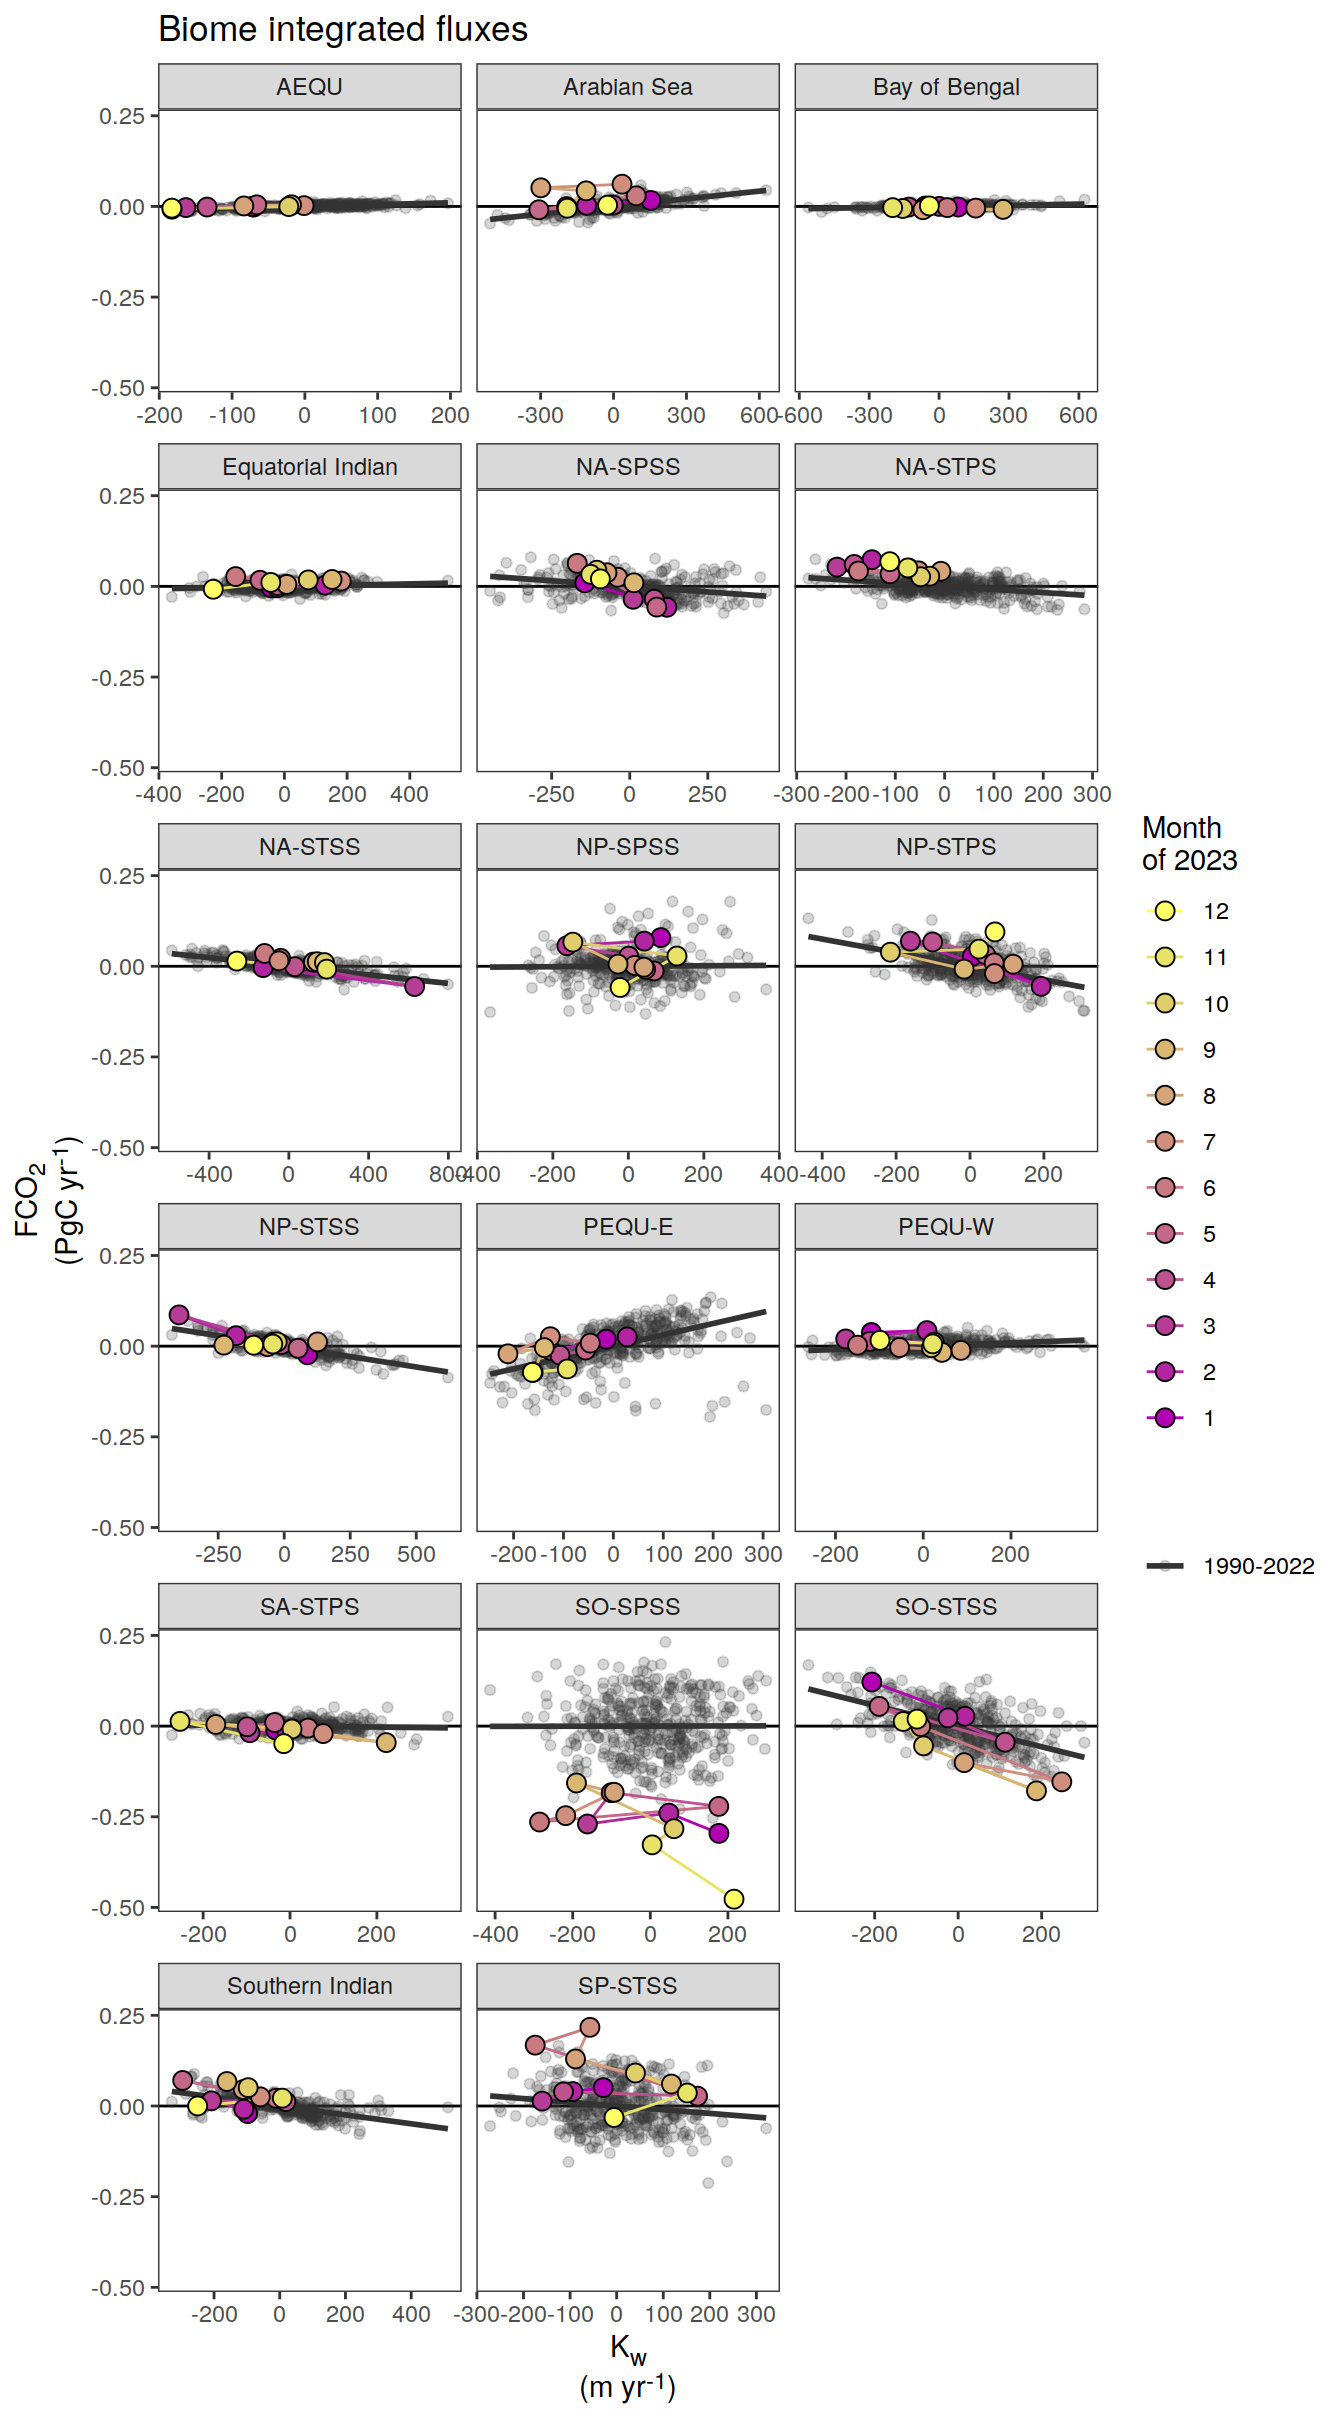 Biome integrated fluxes
AEQU Arabian Sea Bay of Bengal
0.25
0.00
-0.25
-0.50
-200 -100 0 100 200 -300 0 300 600 -600 -300 0 300 600
Equatorial Indian NA-SPSS NA-STPS
0.25
0.00
-0.25
-0.50
-400 -200 0 200 400 -250 0 250 -300 -200 -100 0 100 200 300
NA-STSS NP-SPSS NP-STPS
0.25
0.00
-0.25
-0.50
-400 0 400 800 -400 -200 0 200 400 -400 -200 0 200
NP-STSS PEQU-E PEQU-W
0.25
0.00
-0.25
-0.50
-250 0 250 500 -200 -100 0 100 200 300 -200 0 200
SA-STPS SO-SPSS SO-STSS
0.25
0.00
-0.25
-0.50
-200 0 200 -400 -200 0 200 -200 0 200
Southern Indian SP-STSS
0.25
0.00
-0.25
-0.50
-200 0 200 400 -300 -200 -100 0 100 200 300
FCO₂
(PgC yr⁻¹)
K_w
(m yr⁻¹)
Month
of 2023
12
11
10
9
8
7
6
5
4
3
2
1
1990-2022